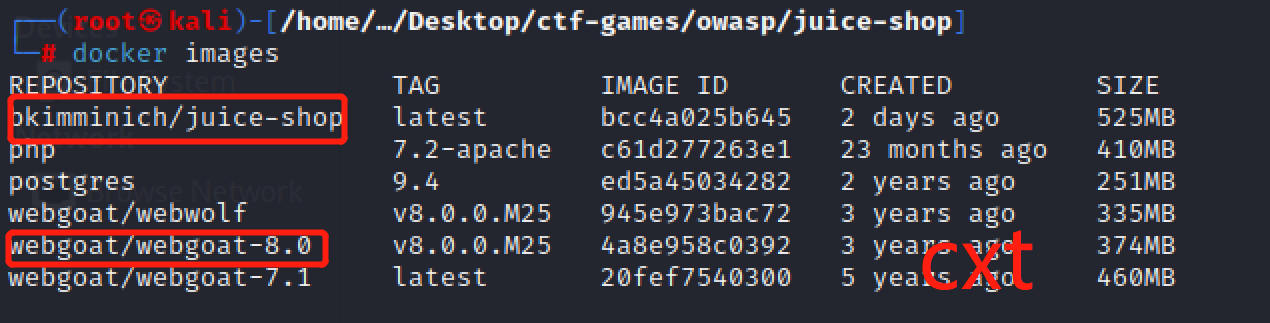 ┌──(root㉿kali)-[/home/…/Desktop/ctf-games/owasp/juice-shop]
└─# docker images
REPOSITORY TAG IMAGE ID CREATED SIZE
bkimminich/juice-shop latest bcc4a025b645 2 days ago 525MB
php 7.2-apache c61d277263e1 23 months ago 410MB
postgres 9.4 ed5a45034282 2 years ago 251MB
webgoat/webwolf v8.0.0.M25 945e973bac72 3 years ago 335MB
webgoat/webgoat-8.0 v8.0.0.M25 4a8e958c0392 3 years ago 374MB
webgoat/webgoat-7.1 latest 20fef7540300 5 years ago 460MB
cxt
Browse Network